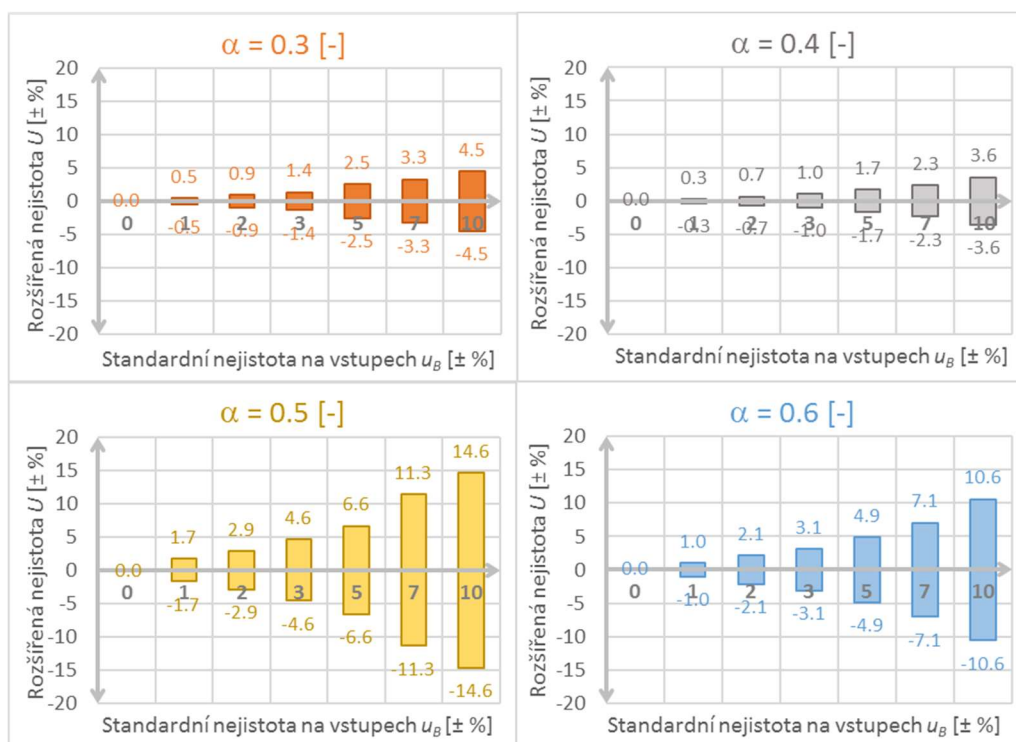 α = 0.3 [-]
20
15
10
5
0
-5
-10
-15
-20
Rozšířená nejistota U [± %]
0.0 0.5 0.9 1.4 2.5 3.3 4.5
0 1 2 3 5 7 10
-0.5 -0.9 -1.4 -2.5 -3.3 -4.5
Standardní nejistota na vstupech uB [± %]
α = 0.4 [-]
20
15
10
5
0
-5
-10
-15
-20
Rozšířená nejistota U [± %]
0.0 0.3 0.7 1.0 1.7 2.3 3.6
0 1 2 3 5 7 10
-0.3 -0.7 -1.0 -1.7 -2.3 -3.6
Standardní nejistota na vstupech uB [± %]
α = 0.5 [-]
20
15
10
5
0
-5
-10
-15
-20
Rozšířená nejistota U [± %]
0.0 1.7 2.9 4.6 6.6 11.3 14.6
0 1 2 3 5 7 10
-1.7 -2.9 -4.6 -6.6 -11.3 -14.6
Standardní nejistota na vstupech uB [± %]
α = 0.6 [-]
20
15
10
5
0
-5
-10
-15
-20
Rozšířená nejistota U [± %]
0.0 1.0 2.1 3.1 4.9 7.1 10.6
0 1 2 3 5 7 10
-1.0 -2.1 -3.1 -4.9 -7.1 -10.6
Standardní nejistota na vstupech uB [± %]